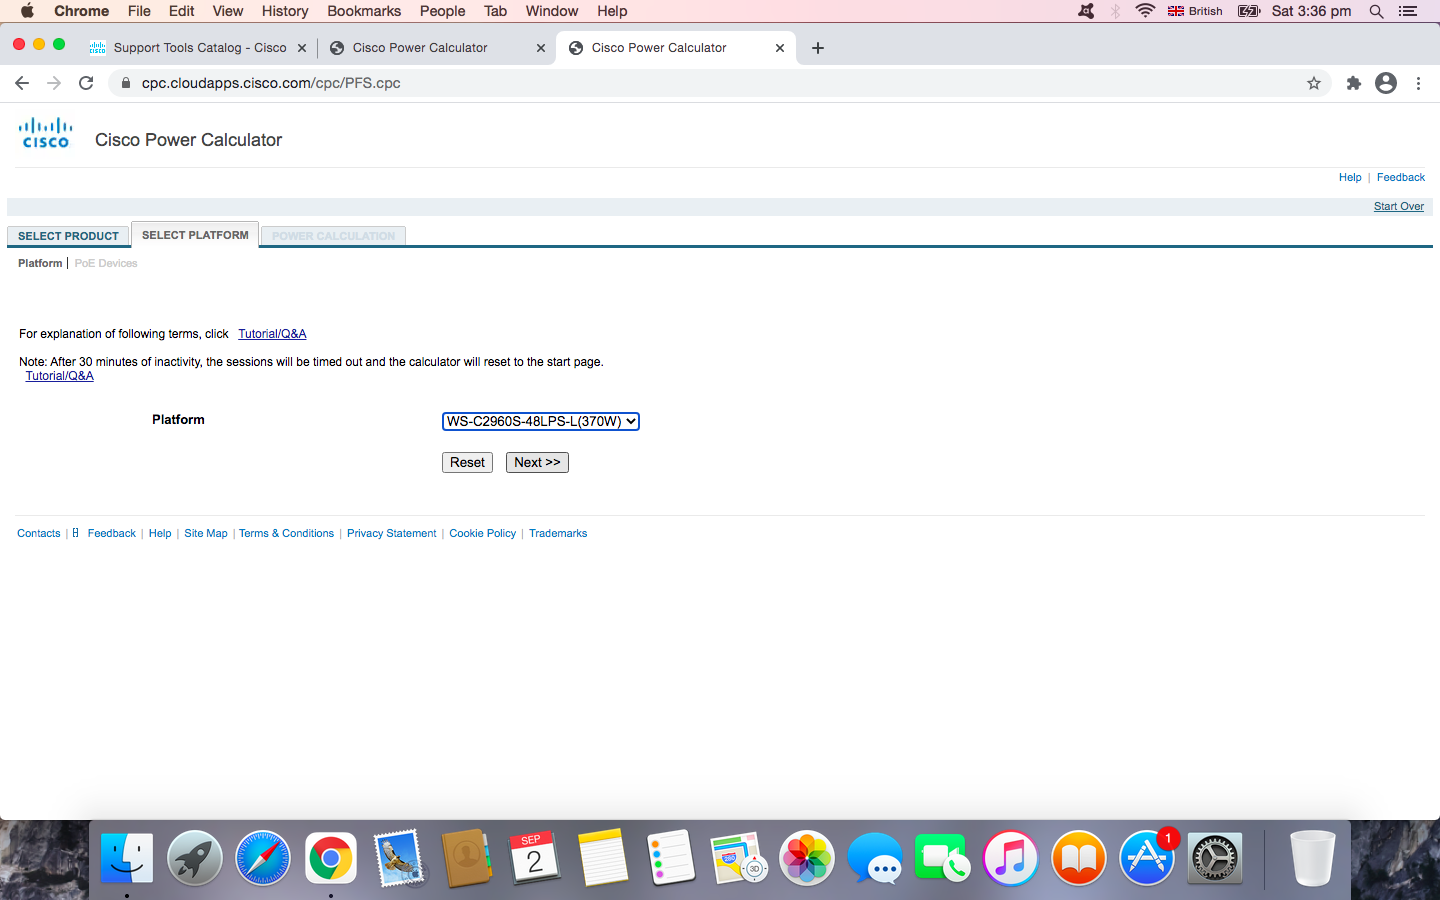 Chrome File Edit View History Bookmarks People Tab Window Help British Sat 3:36 pm
Support Tools Catalog - Cisco Cisco Power Calculator Cisco Power Calculator
cpc.cloudapps.cisco.com/cpc/PFS.cpc
CISCO Cisco Power Calculator
Help | Feedback
Start Over
SELECT PRODUCT SELECT PLATFORM POWER CALCULATION
Platform | PoE Devices
For explanation of following terms, click Tutorial/Q&A
Note: After 30 minutes of inactivity, the sessions will be timed out and the calculator will reset to the start page.
Tutorial/Q&A
Platform WS-C2960S-48LPS-L(370W)
Reset Next >>
Contacts | Feedback | Help | Site Map | Terms & Conditions | Privacy Statement | Cookie Policy | Trademarks
SEP
2
280
3D
1